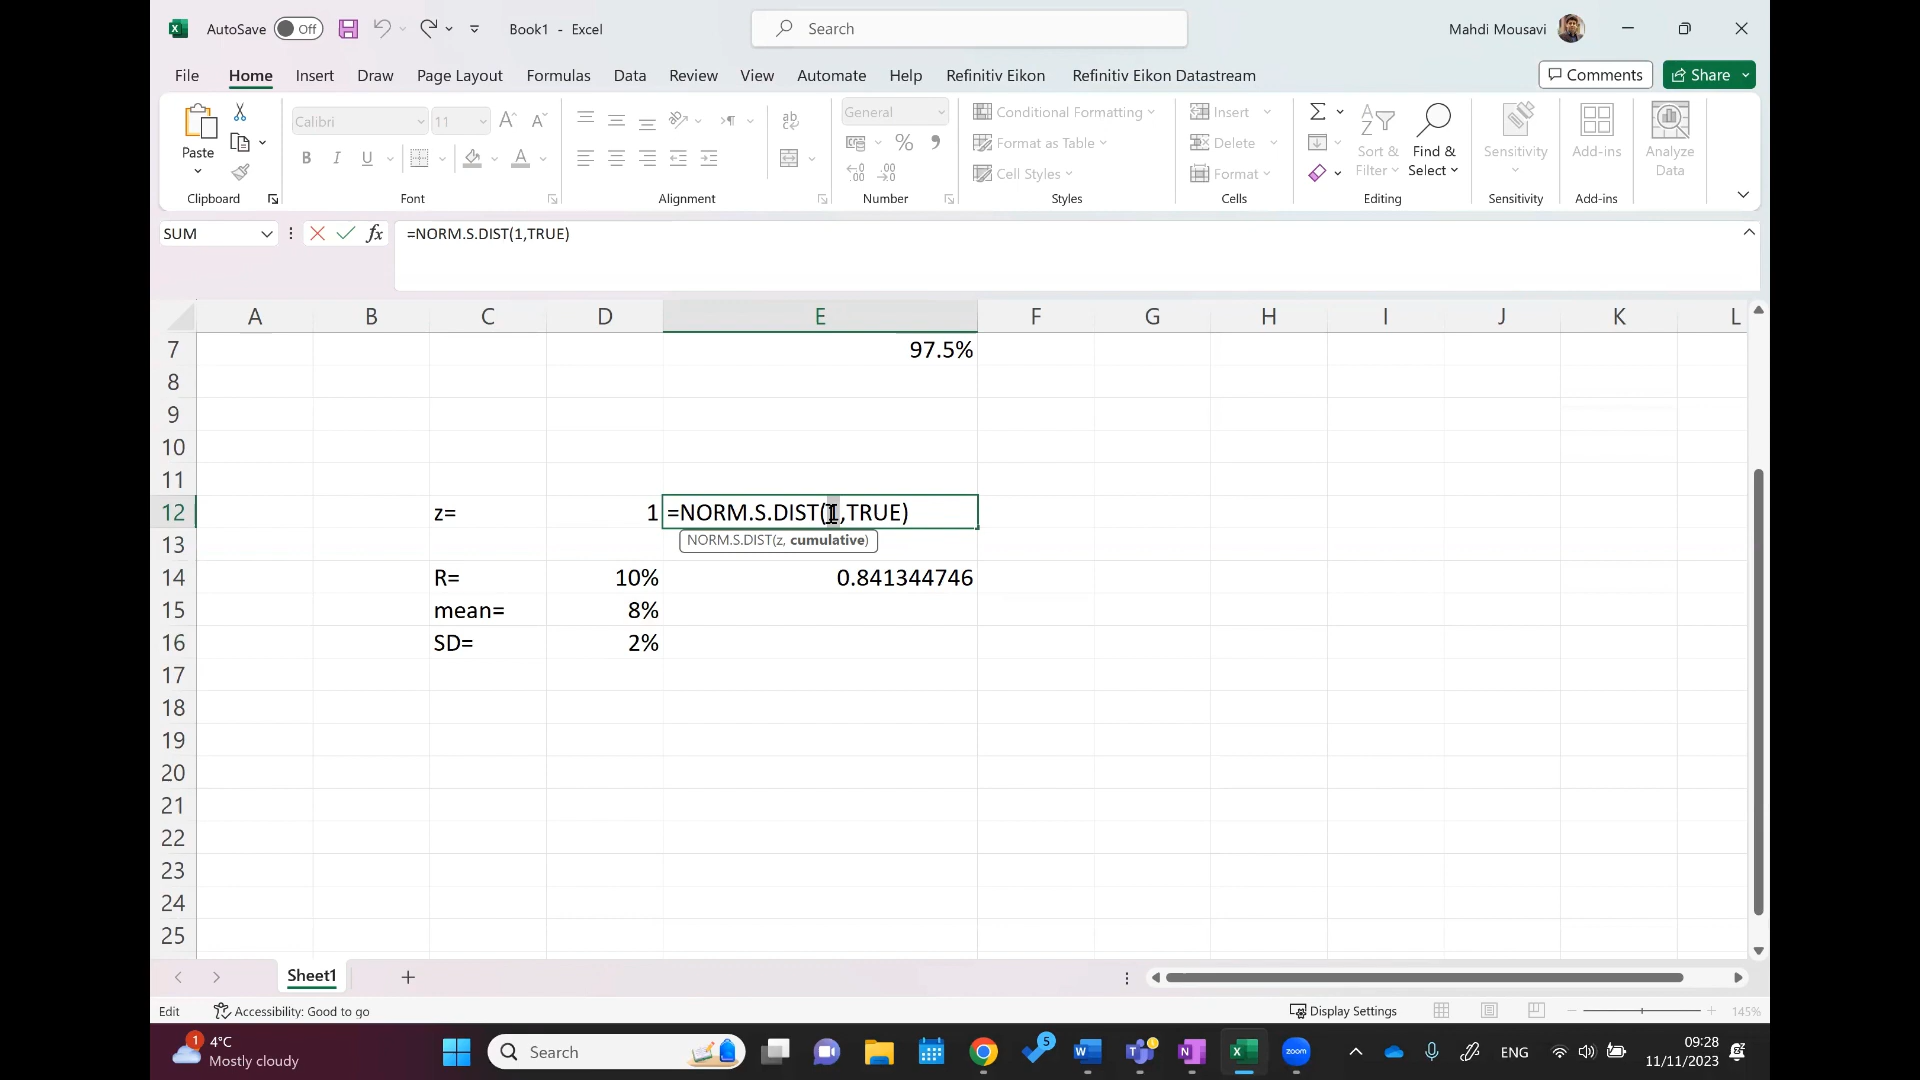 AutoSave Off Book1 - Excel Search Mahdi Mousavi
File Home Insert Draw Page Layout Formulas Data Review View Automate Help Refinitiv Eikon Refinitiv Eikon Datastream Comments Share
Paste
Clipboard
Calibri 11
B I U A
Font
ab
Alignment
General
% 9
Number
Conditional Formatting
Format as Table
Cell Styles
Styles
Insert
Delete
Format
Cells
Sort & Filter
Find & Select
Editing
Sensitivity
Sensitivity
Add-ins
Add-ins
Analyze Data
SUM fx =NORM.S.DIST(1,TRUE)
A B C D E F G H I J K L
7 97.5%
8
9
10
11
12 z= 1 =NORM.S.DIST(1,TRUE)
NORM.S.DIST(z, cumulative)
13
14 R= 10% 0.841344746
15 mean= 8%
16 SD= 2%
17
18
19
20
21
22
23
24
25
Sheet1
Edit Accessibility: Good to go Display Settings 145%
1 4°C
Mostly cloudy
Search
5
zoom
ENG
09:28
11/11/2023